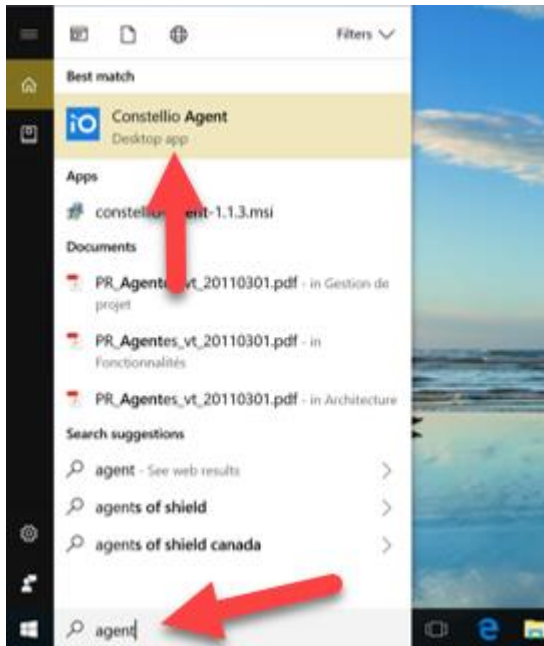 Filters
Best match
iO
Constellio Agent
Desktop app
Apps
agent-1.1.3.msi
Documents
PR_Agentes_vt_20110301.pdf - in Gestion de
projet
PR_Agentes_vt_20110301.pdf - in
Fonctionnalités
PR_Agentes_vt_20110301.pdf - in Architecture
Search suggestions
agent - See web results
agents of shield
agents of shield canada
agent